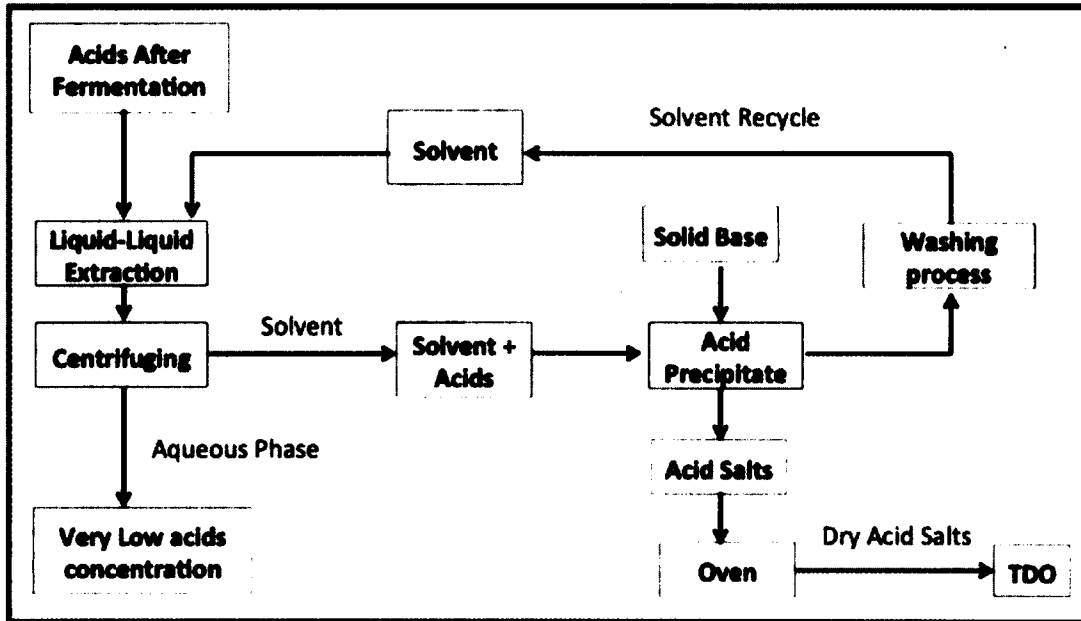 Acids After
Fermentation
Solvent Recycle
Solvent
Solid Base
Washing
process
Liquid-Liquid
Extraction
Solvent
Centrifuging
Solvent +
Acids
Acid
Precipitate
Aqueous Phase
Acid Salts
Very Low acids
concentration
Dry Acid Salts
Oven
TDO